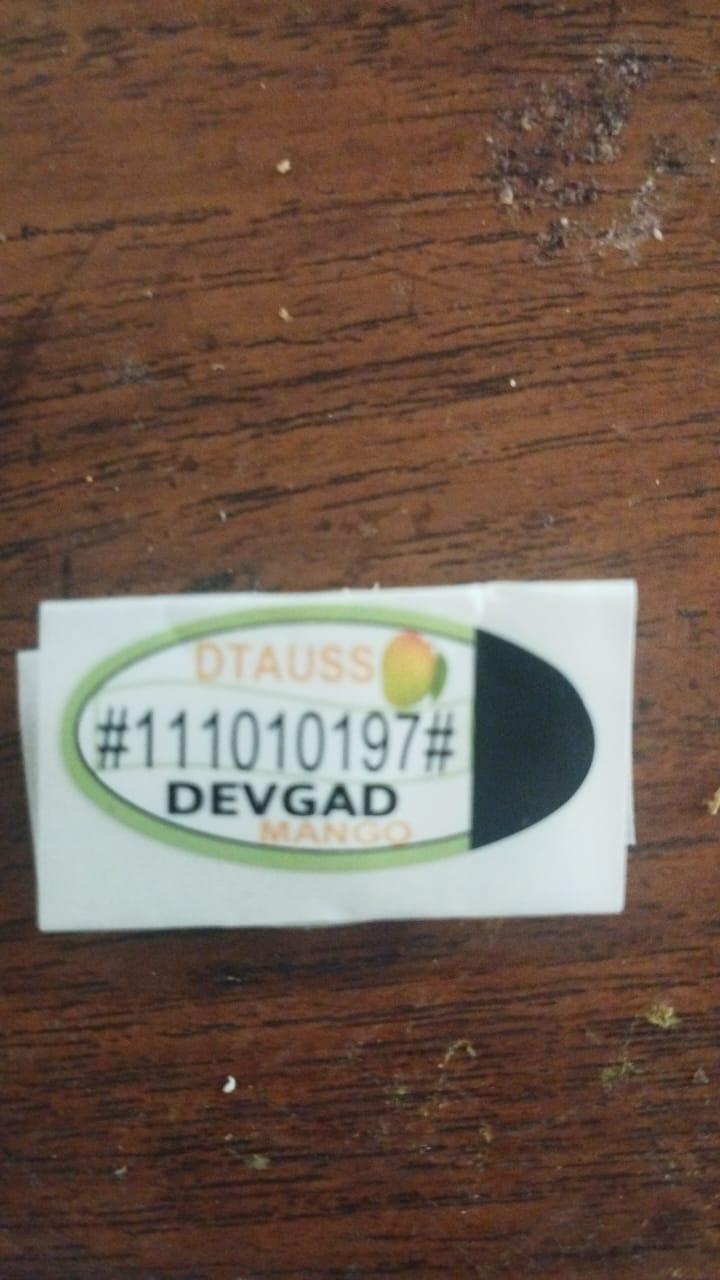 DTAUSS
#111010197#
DEVGAD
MANGO